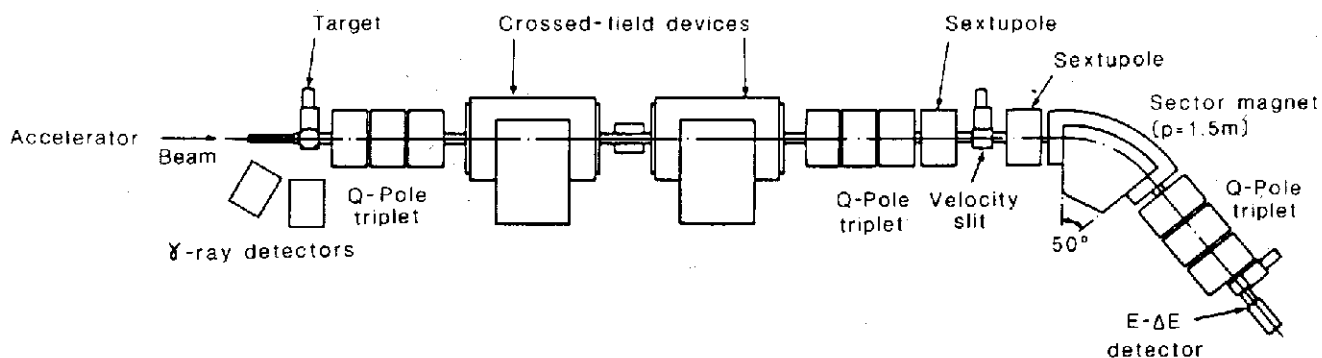 Target
Crossed-field devices
Sextupole
Sextupole
Sector magnet
(p=1.5m)
Accelerator
Beam
Q-Pole
triplet
Q-Pole
triplet
Velocity
slit
Q-Pole
triplet
50°
γ-ray detectors
E-ΔE
detector